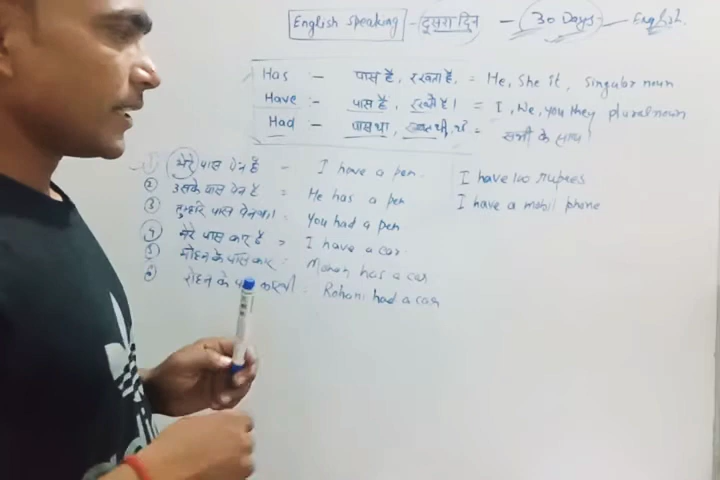 English speaking - दूसरा दिन - 30 Days - English.
Has :- पास है, रखता है, = He, She it, Singular noun
Have :- पास है, रखते है। = I, We, you they plural noun
Had :- पास था, थी, थे = सभी के साथ
① मेरे पास पेन है - I have a pen.
② उसके पास पेन है = He has a pen
③ तुम्हारे पास पेन था। = You had a pen
④ मेरे पास कार है = I have a car.
⑤ मोहन के पास कार : Mohan has a car
⑥ रोहन के : Rohani had a car
I have 100 rupees
I have a mobil phone